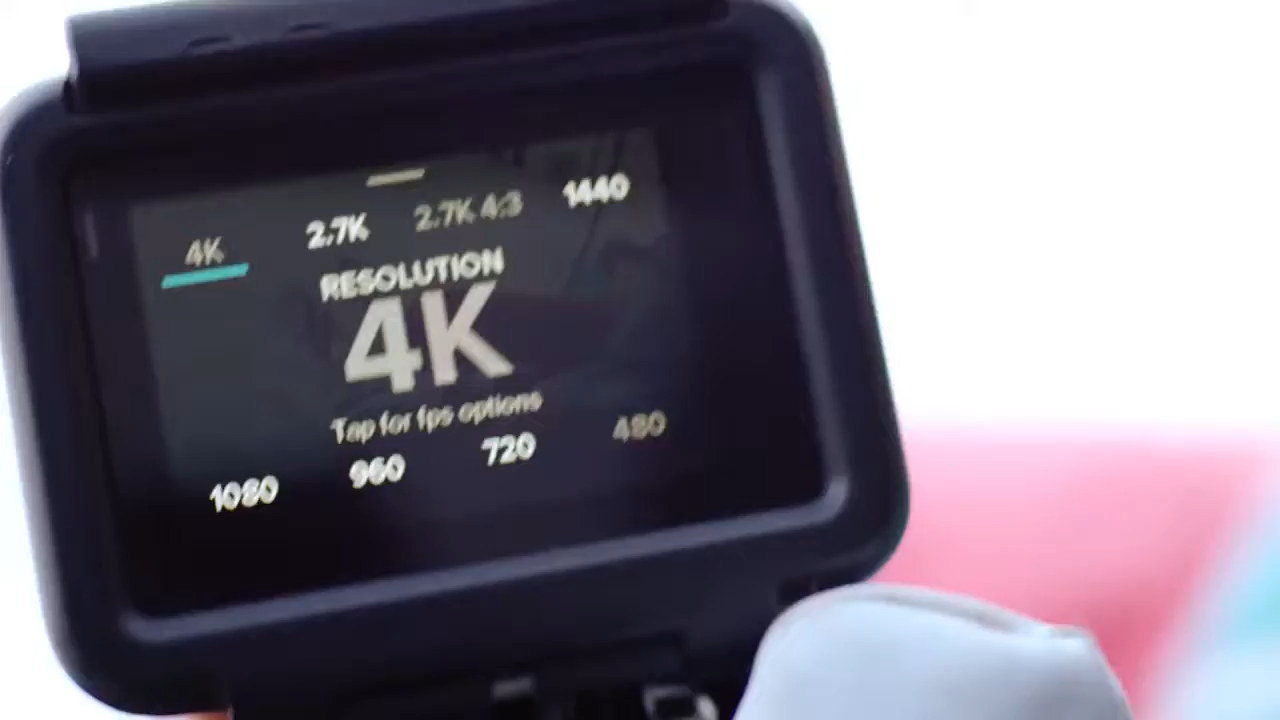 4K 2.7K 2.7K 4:3 1440
RESOLUTION
4K
Tap for fps options
1080 960 720 480